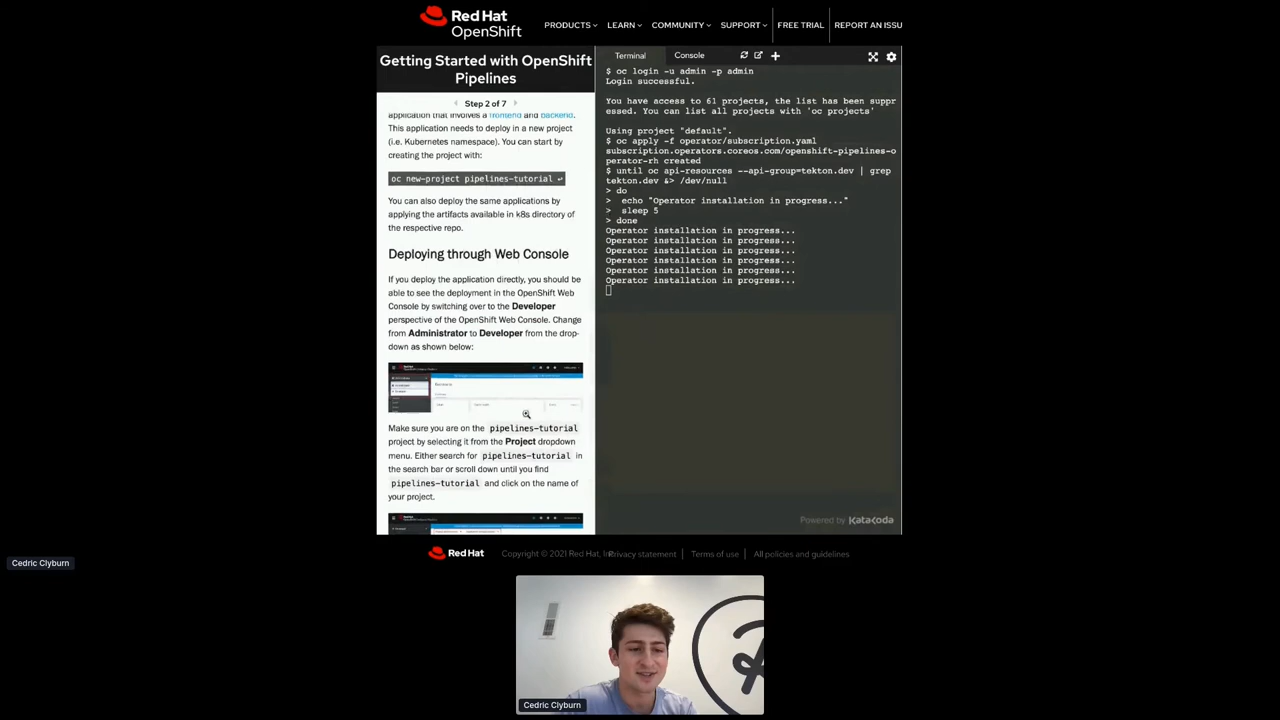 Red Hat
OpenShift
PRODUCTS
LEARN
COMMUNITY
SUPPORT
FREE TRIAL
REPORT AN ISSU
Getting Started with OpenShift
Pipelines
Step 2 of 7
application that involves a frontend and backend.
This application needs to deploy in a new project
(i.e. Kubernetes namespace). You can start by
creating the project with:
oc new-project pipelines-tutorial ↵
You can also deploy the same applications by
applying the artifacts available in k8s directory of
the respective repo.
Deploying through Web Console
If you deploy the application directly, you should be
able to see the deployment in the OpenShift Web
Console by switching over to the Developer
perspective of the OpenShift Web Console. Change
from Administrator to Developer from the drop-
down as shown below:
Make sure you are on the pipelines-tutorial
project by selecting it from the Project dropdown
menu. Either search for pipelines-tutorial in
the search bar or scroll down until you find
pipelines-tutorial and click on the name of
your project.
Terminal
Console
$ oc login -u admin -p admin
Login successful.
You have access to 61 projects, the list has been suppr
essed. You can list all projects with 'oc projects'
Using project "default".
$ oc apply -f operator/subscription.yaml
subscription.operators.coreos.com/openshift-pipelines-o
perator-rh created
$ until oc api-resources --api-group=tekton.dev | grep
tekton.dev &> /dev/null
> do
>  echo "Operator installation in progress..."
>  sleep 5
> done
Operator installation in progress...
Operator installation in progress...
Operator installation in progress...
Operator installation in progress...
Operator installation in progress...
Operator installation in progress...
Powered by KATAKODA
Red Hat
Copyright © 2021 Red Hat, Inc.
Privacy statement
Terms of use
All policies and guidelines
Cedric Clyburn
Cedric Clyburn